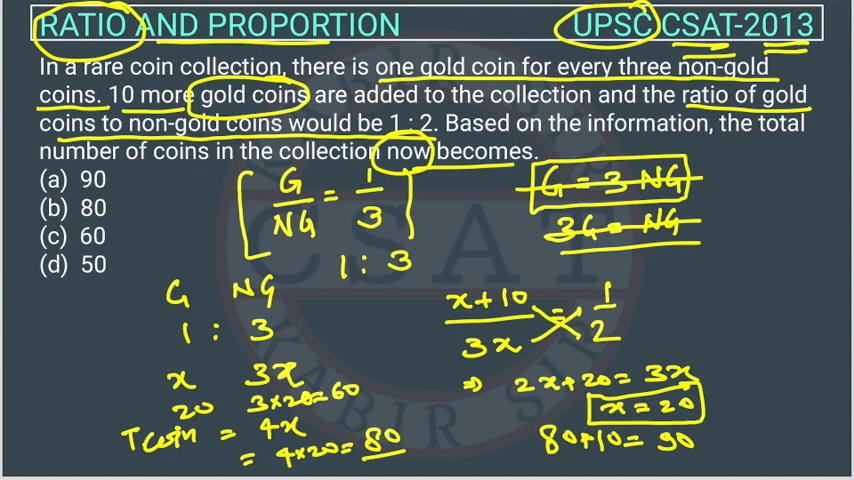 RATIO AND PROPORTION
UPSC CSAT-2013
In a rare coin collection, there is one gold coin for every three non-gold
coins. 10 more gold coins are added to the collection and the ratio of gold
coins to non-gold coins would be 1 : 2. Based on the information, the total
number of coins in the collection now becomes.
(a) 90
(b) 80
(c) 60
(d) 50
G/NG = 1/3
1 : 3
G = 3 NG
3G = NG
G NG
1 : 3
x 3x
20 3×20=60
T coin = 4x
= 4×20= 80
x+10/3x = 1/2
⇒ 2x+20= 3x
x = 20
80+10= 90
CSAT
KABIR SIR